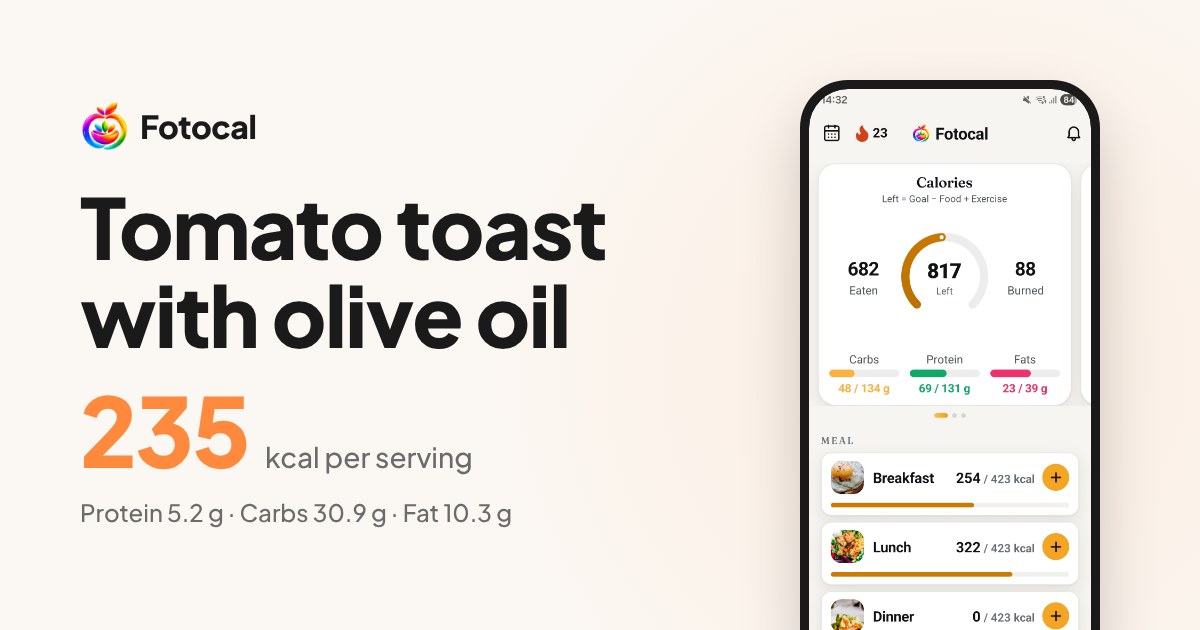 Fotocal
Tomato toast
with olive oil
235 kcal per serving
Protein 5.2 g · Carbs 30.9 g · Fat 10.3 g
14:32 84
23 Fotocal
Calories
Left = Goal − Food + Exercise
682 817 88
Eaten Left Burned
Carbs Protein Fats
48 / 134 g 69 / 131 g 23 / 39 g
MEAL
Breakfast 254 / 423 kcal +
Lunch 322 / 423 kcal +
Dinner 0 / 423 kcal +